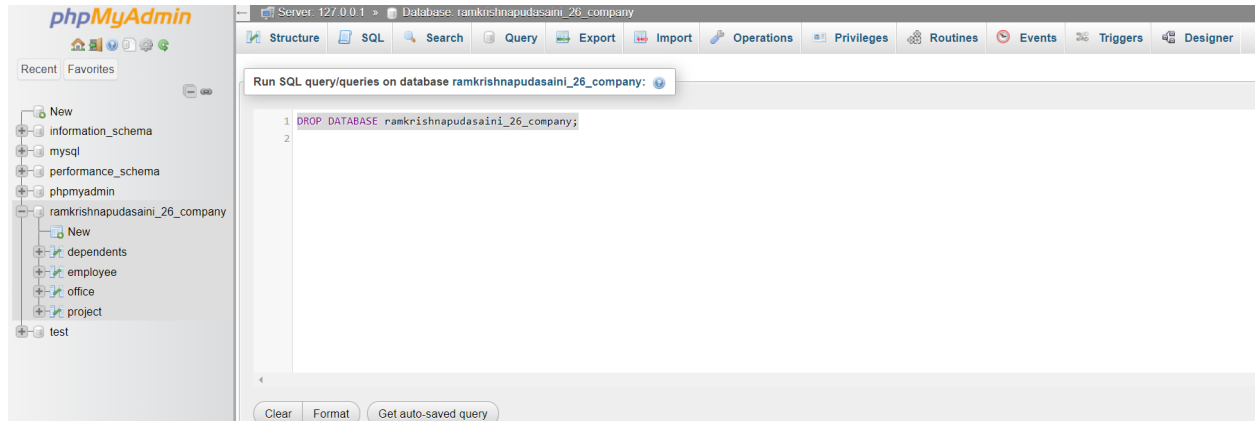 phpMyAdmin
Recent Favorites
New
information_schema
mysql
performance_schema
phpmyadmin
ramkrishnapudasaini_26_company
New
dependents
employee
office
project
test
Server: 127.0.0.1 » Database: ramkrishnapudasaini_26_company
Structure SQL Search Query Export Import Operations Privileges Routines Events Triggers Designer
Run SQL query/queries on database ramkrishnapudasaini_26_company:
1 DROP DATABASE ramkrishnapudasaini_26_company;
2
Clear Format Get auto-saved query